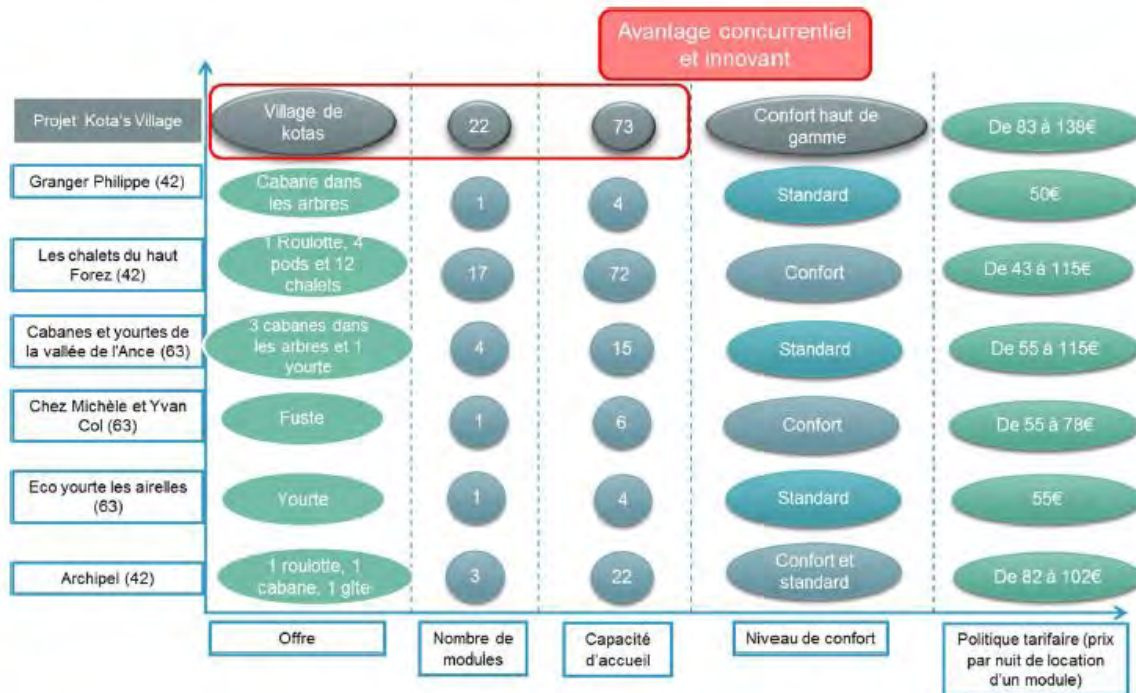 Avantage concurrentiel
et innovant
Projet Kota's Village
Village de
kotas
22
73
Confort haut de
gamme
De 83 à 138€
Granger Philippe (42)
Cabane dans
les arbres
1
4
Standard
50€
Les chalets du haut
Forez (42)
1 Roulotte, 4
pods et 12
chalets
17
72
Confort
De 43 à 115€
Cabanes et yourtes de
la vallée de l'Ance (63)
3 cabanes dans
les arbres et 1
yourte
4
15
Standard
De 55 à 115€
Chez Michèle et Yvan
Col (63)
Fuste
1
6
Confort
De 55 à 78€
Eco yourte les airelles
(63)
Yourte
1
4
Standard
55€
Archipel (42)
1 roulotte, 1
cabane, 1 gîte
3
22
Confort et
standard
De 82 à 102€
Offre
Nombre de
modules
Capacité
d'accueil
Niveau de confort
Politique tarifaire (prix
par nuit de location
d'un module)